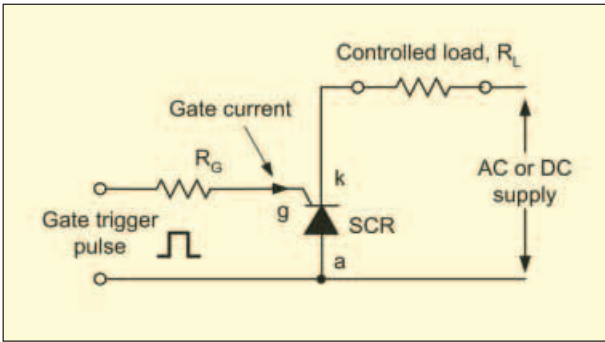 Controlled load, RL
Gate current
RG
k
AC or DC
supply
g
SCR
Gate trigger
pulse
a